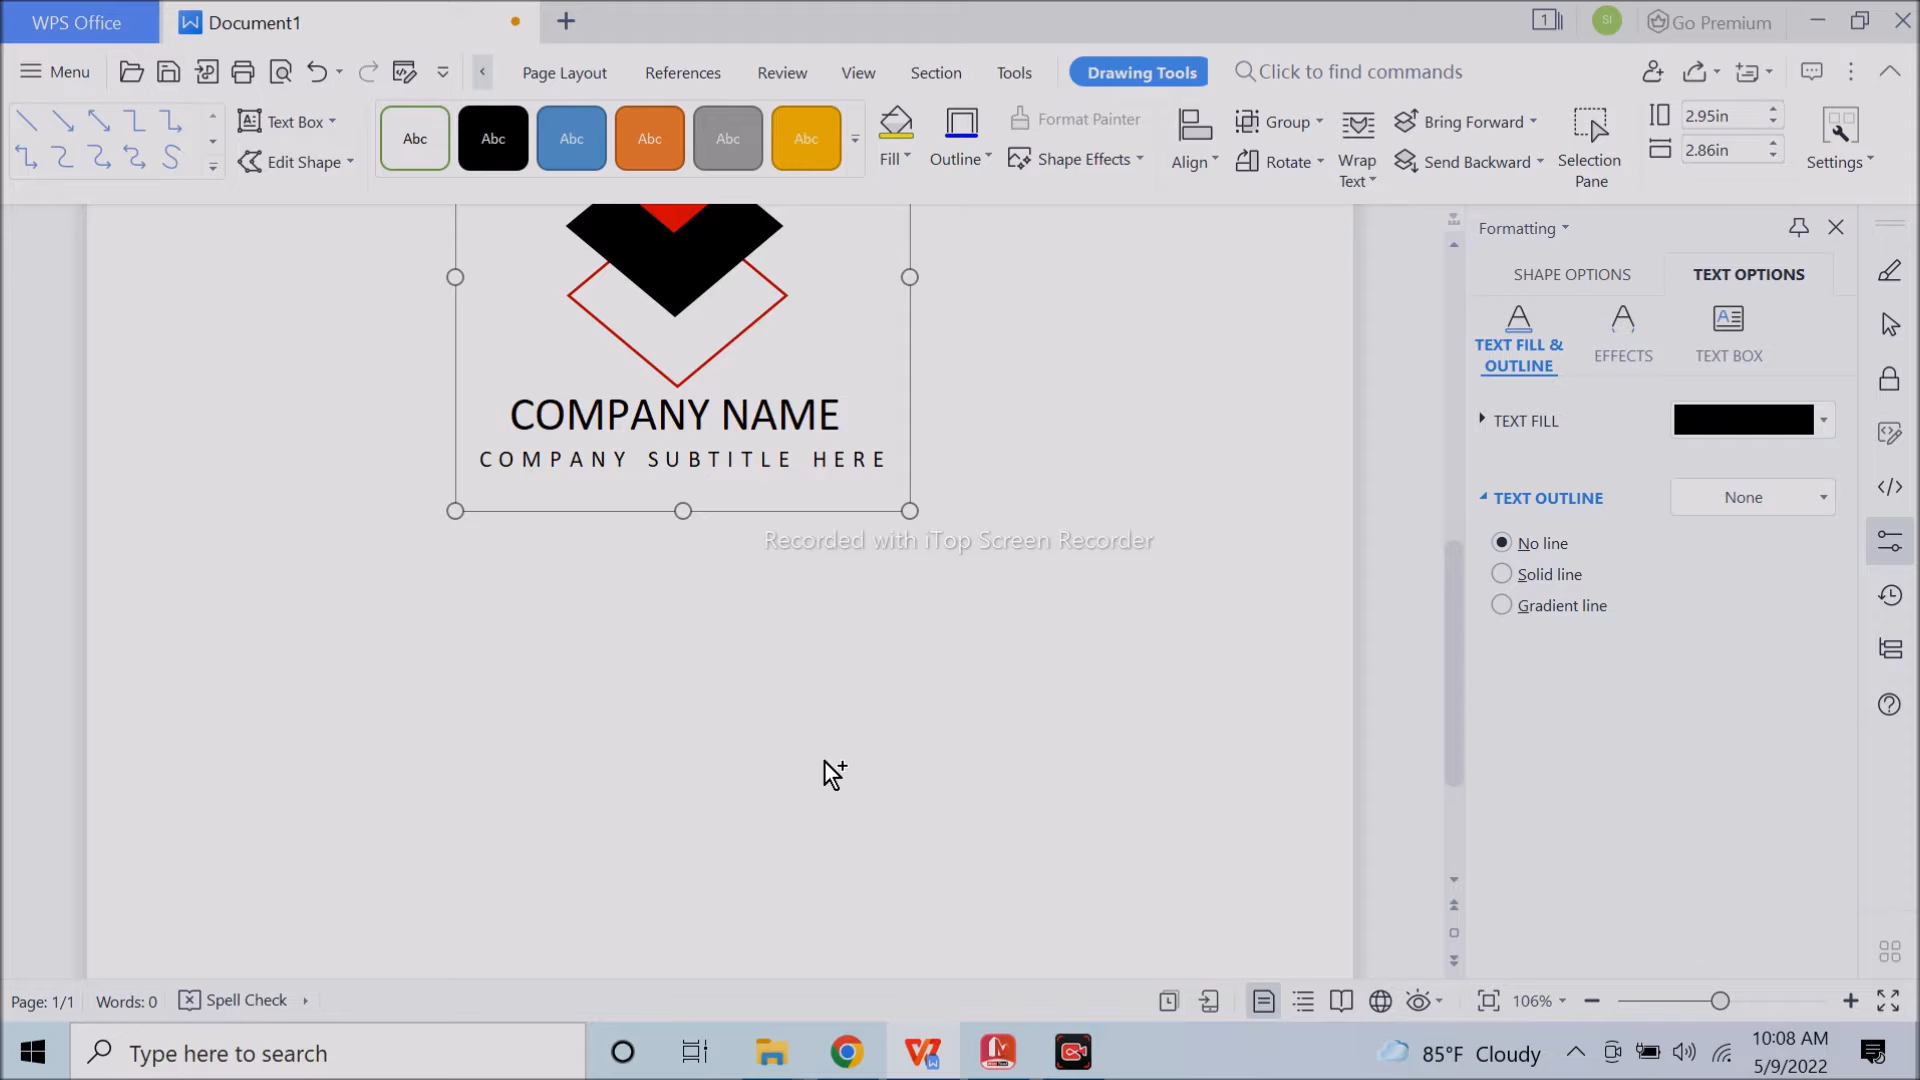 WPS Office
Document1
1
SI
Go Premium
Menu
Page Layout
References
Review
View
Section
Tools
Drawing Tools
Click to find commands
Text Box
Edit Shape
Abc
Abc
Abc
Abc
Abc
Abc
Fill
Outline
Format Painter
Shape Effects
Align
Group
Rotate
Wrap
Text
Bring Forward
Send Backward
Selection
Pane
2.95in
2.86in
Settings
Formatting
SHAPE OPTIONS
TEXT OPTIONS
TEXT FILL &
OUTLINE
EFFECTS
TEXT BOX
TEXT FILL
TEXT OUTLINE
None
No line
Solid line
Gradient line
COMPANY NAME
COMPANY SUBTITLE HERE
Recorded with iTop Screen Recorder
Page: 1/1
Words: 0
Spell Check
106%
Type here to search
85°F Cloudy
10:08 AM
5/9/2022